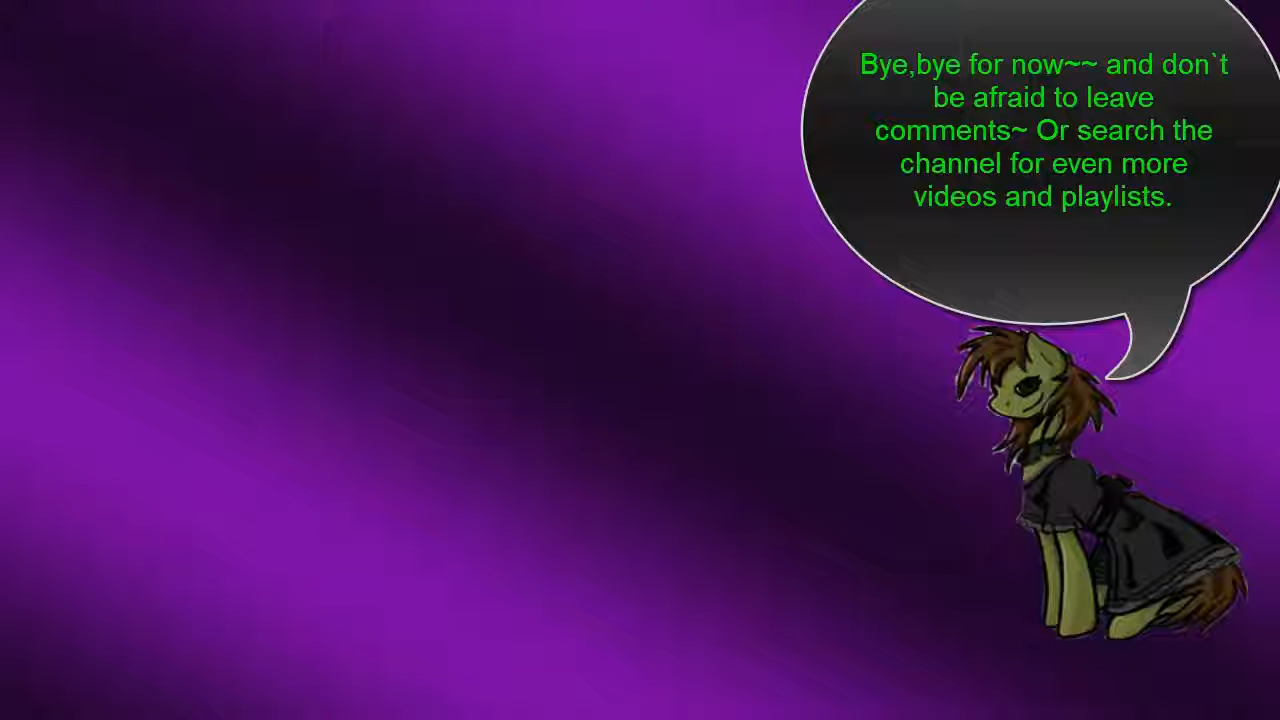 Bye,bye for now~~ and don`t
be afraid to leave
comments~ Or search the
channel for even more
videos and playlists.